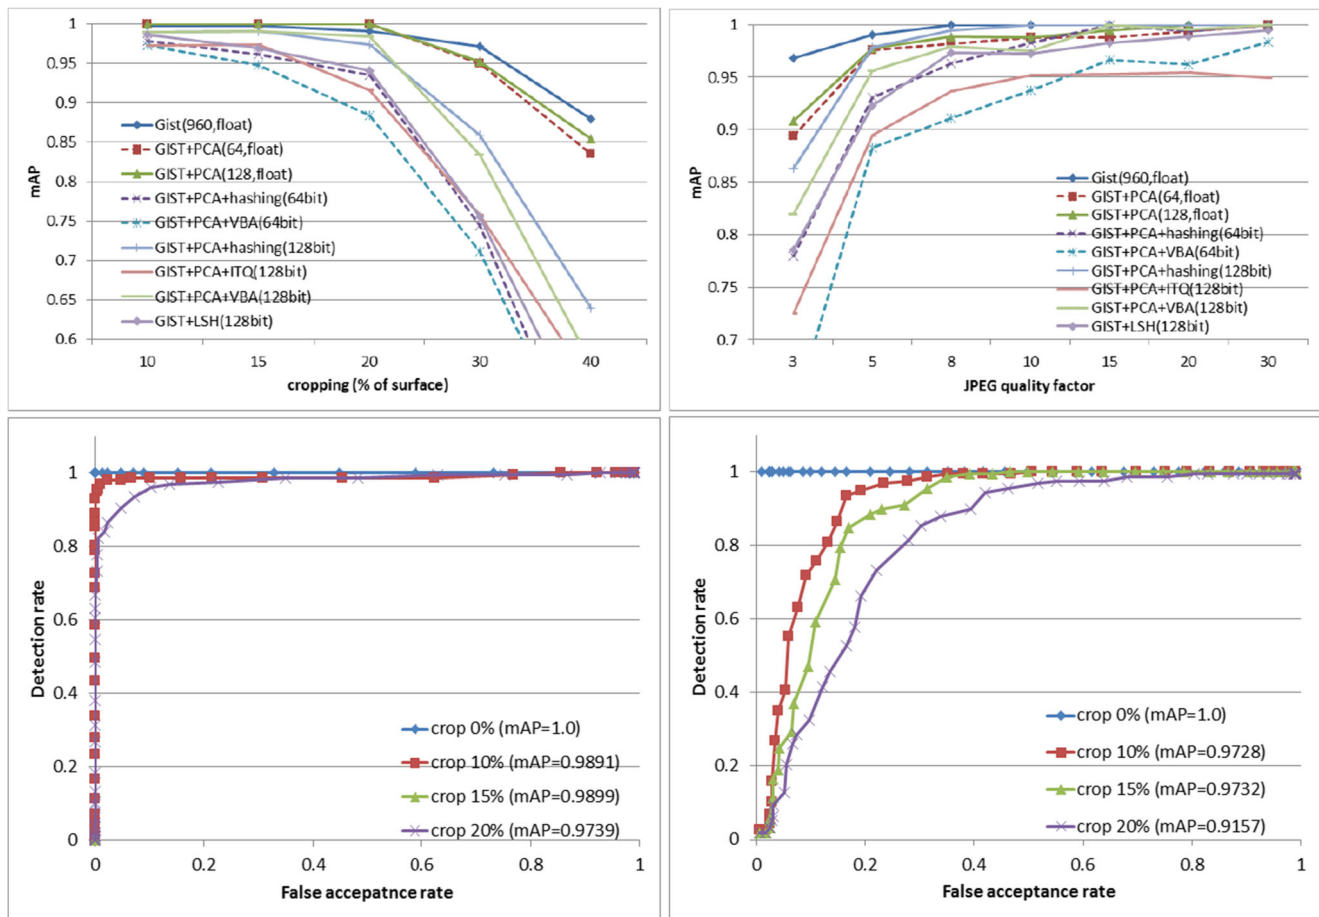 1
0.95
0.9
0.85
0.8
0.75
0.7
0.65
0.6
mAP
Gist(960,float)
GIST+PCA(64,float)
GIST+PCA(128,float)
GIST+PCA+hashing(64bit)
GIST+PCA+VBA(64bit)
GIST+PCA+hashing(128bit)
GIST+PCA+ITQ(128bit)
GIST+PCA+VBA(128bit)
GIST+LSH(128bit)
10 15 20 30 40
cropping (% of surface)
1
0.95
0.9
0.85
0.8
0.75
0.7
mAP
Gist(960,float)
GIST+PCA(64,float)
GIST+PCA(128,float)
GIST+PCA+hashing(64bit)
GIST+PCA+VBA(64bit)
GIST+PCA+hashing(128bit)
GIST+PCA+ITQ(128bit)
GIST+PCA+VBA(128bit)
GIST+LSH(128bit)
3 5 8 10 15 20 30
JPEG quality factor
1
0.8
0.6
0.4
0.2
0
Detection rate
crop 0% (mAP=1.0)
crop 10% (mAP=0.9891)
crop 15% (mAP=0.9899)
crop 20% (mAP=0.9739)
0 0.2 0.4 0.6 0.8 1
False accepatnce rate
1
0.8
0.6
0.4
0.2
0
Detection rate
crop 0% (mAP=1.0)
crop 10% (mAP=0.9728)
crop 15% (mAP=0.9732)
crop 20% (mAP=0.9157)
0 0.2 0.4 0.6 0.8 1
False acceptance rate